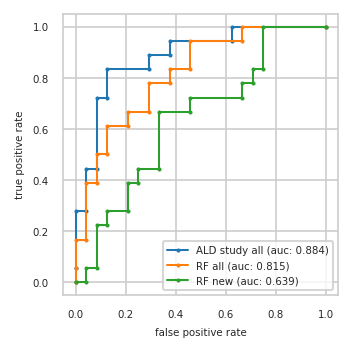 1.0
0.8
0.6
0.4
0.2
0.0
true positive rate
ALD study all (auc: 0.884)
RF all (auc: 0.815)
RF new (auc: 0.639)
0.0 0.2 0.4 0.6 0.8 1.0
false positive rate